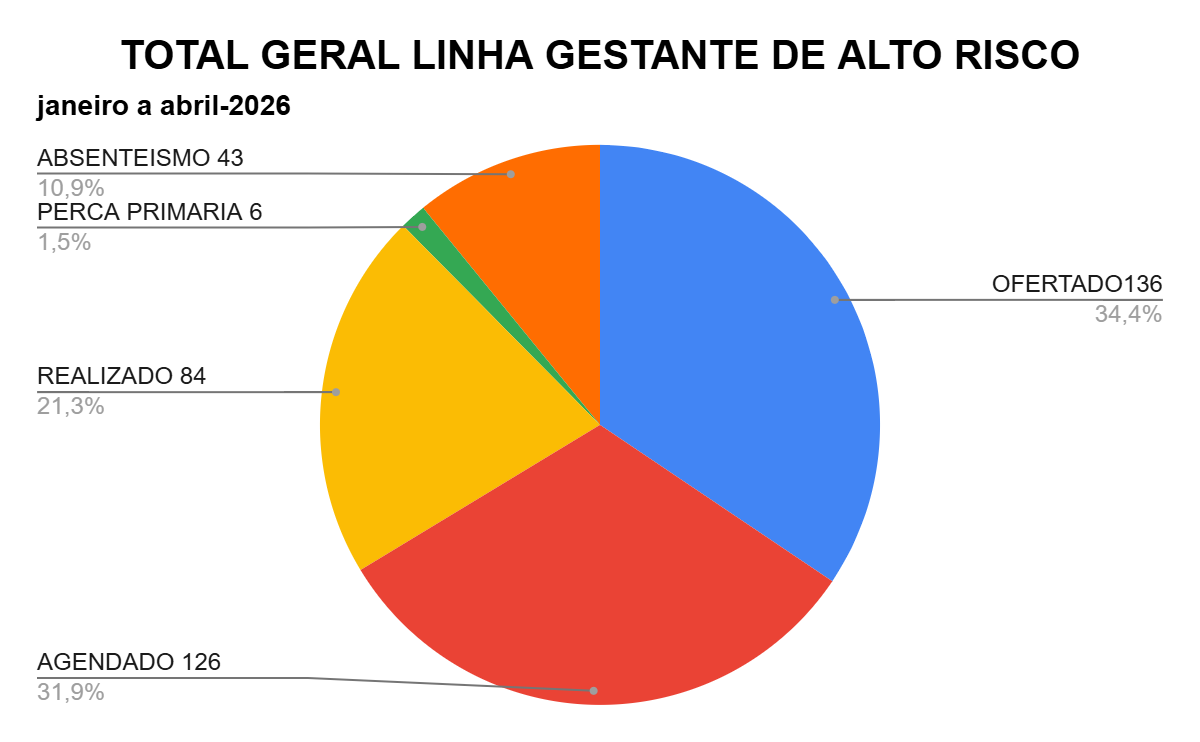 TOTAL GERAL LINHA GESTANTE DE ALTO RISCO
janeiro a abril-2026
ABSENTEISMO 43
10,9%
PERCA PRIMARIA 6
1,5%
OFERTADO136
34,4%
REALIZADO 84
21,3%
AGENDADO 126
31,9%